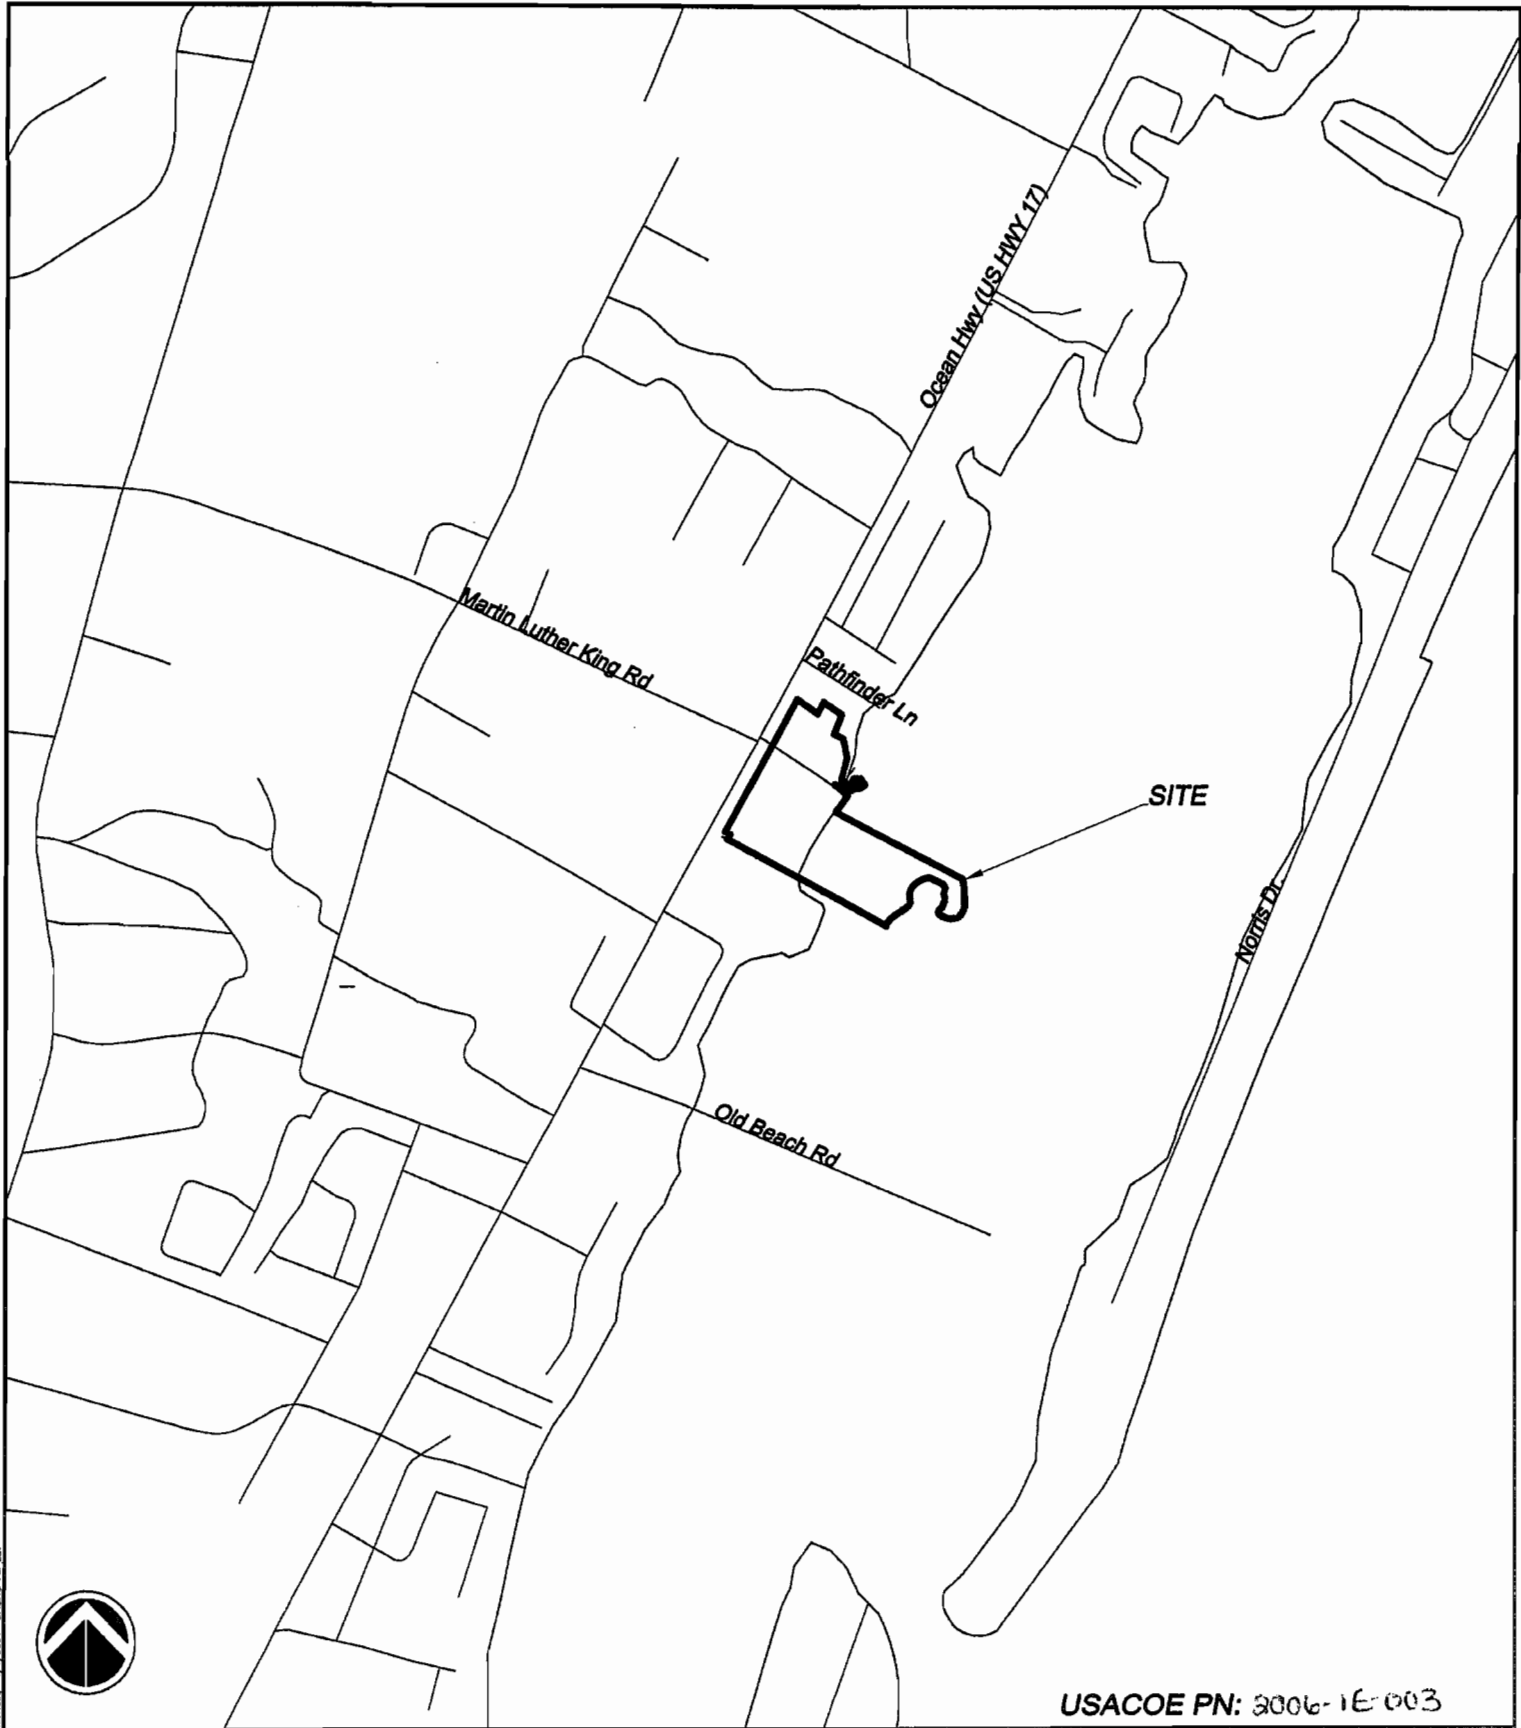 Ocean Hwy (US HWY 17)
Martin Luther King Rd
Pathfinder Ln
SITE
Norris Dr.
Old Beach Rd
USACOE PN: 2006-1E-003